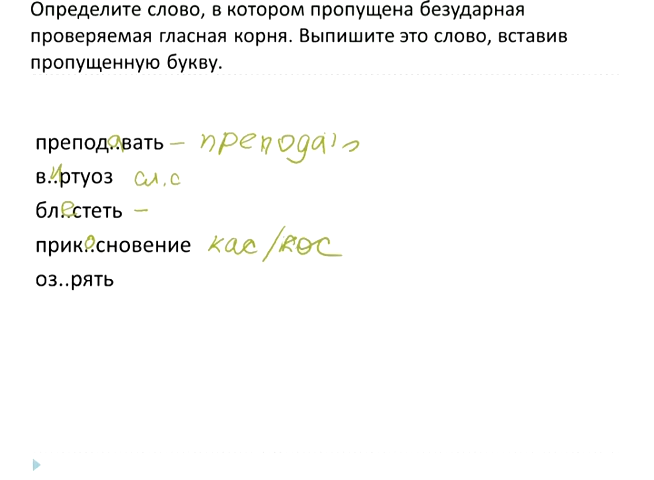 Определите слово, в котором пропущена безударная
проверяемая гласная корня. Выпишите это слово, вставив
пропущенную букву.
препод..вать а – препода
в..ртуоз и сл.с
бл..стеть е –
прик..сновение о кас/кос
оз..рять